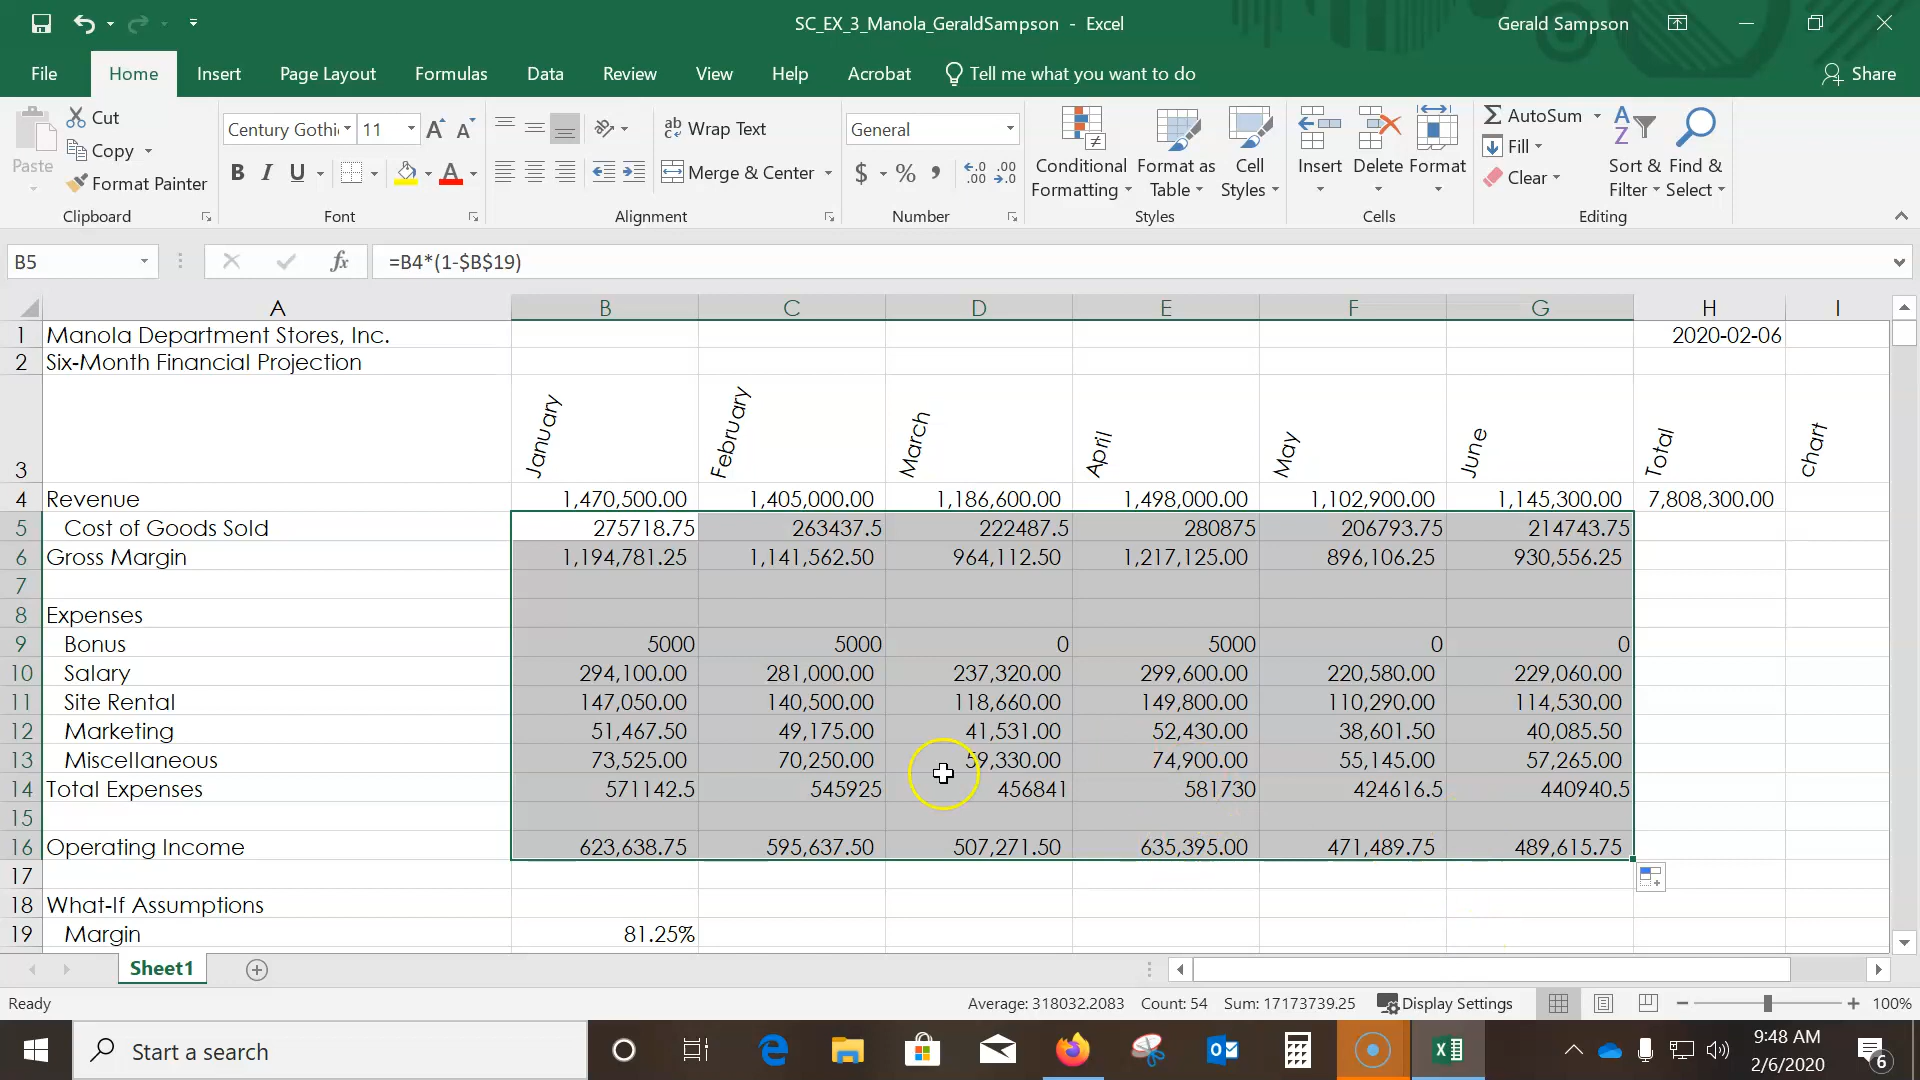 SC_EX_3_Manola_GeraldSampson - Excel
Gerald Sampson
File Home Insert Page Layout Formulas Data Review View Help Acrobat Tell me what you want to do Share
Paste
Cut
Copy
Format Painter
Clipboard
Century Gothi 11 A A
B I U A
Font
ab Wrap Text
Merge & Center
Alignment
General
$ % , .00 .00
Number
Conditional Formatting
Format as Table
Cell Styles
Styles
Insert Delete Format
Cells
AutoSum
Fill
Clear
Sort & Filter
Find & Select
Editing
B5 fx =B4*(1-$B$19)
A B C D E F G H I
1 Manola Department Stores, Inc. 2020-02-06
2 Six-Month Financial Projection
3 January February March April May June Total chart
4 Revenue 1,470,500.00 1,405,000.00 1,186,600.00 1,498,000.00 1,102,900.00 1,145,300.00 7,808,300.00
5 Cost of Goods Sold 275718.75 263437.5 222487.5 280875 206793.75 214743.75
6 Gross Margin 1,194,781.25 1,141,562.50 964,112.50 1,217,125.00 896,106.25 930,556.25
7
8 Expenses
9 Bonus 5000 5000 0 5000 0 0
10 Salary 294,100.00 281,000.00 237,320.00 299,600.00 220,580.00 229,060.00
11 Site Rental 147,050.00 140,500.00 118,660.00 149,800.00 110,290.00 114,530.00
12 Marketing 51,467.50 49,175.00 41,531.00 52,430.00 38,601.50 40,085.50
13 Miscellaneous 73,525.00 70,250.00 59,330.00 74,900.00 55,145.00 57,265.00
14 Total Expenses 571142.5 545925 456841 581730 424616.5 440940.5
15
16 Operating Income 623,638.75 595,637.50 507,271.50 635,395.00 471,489.75 489,615.75
17
18 What-If Assumptions
19 Margin 81.25%
Sheet1
Ready Average: 318032.2083 Count: 54 Sum: 17173739.25 Display Settings 100%
Start a search
9:48 AM
2/6/2020
6